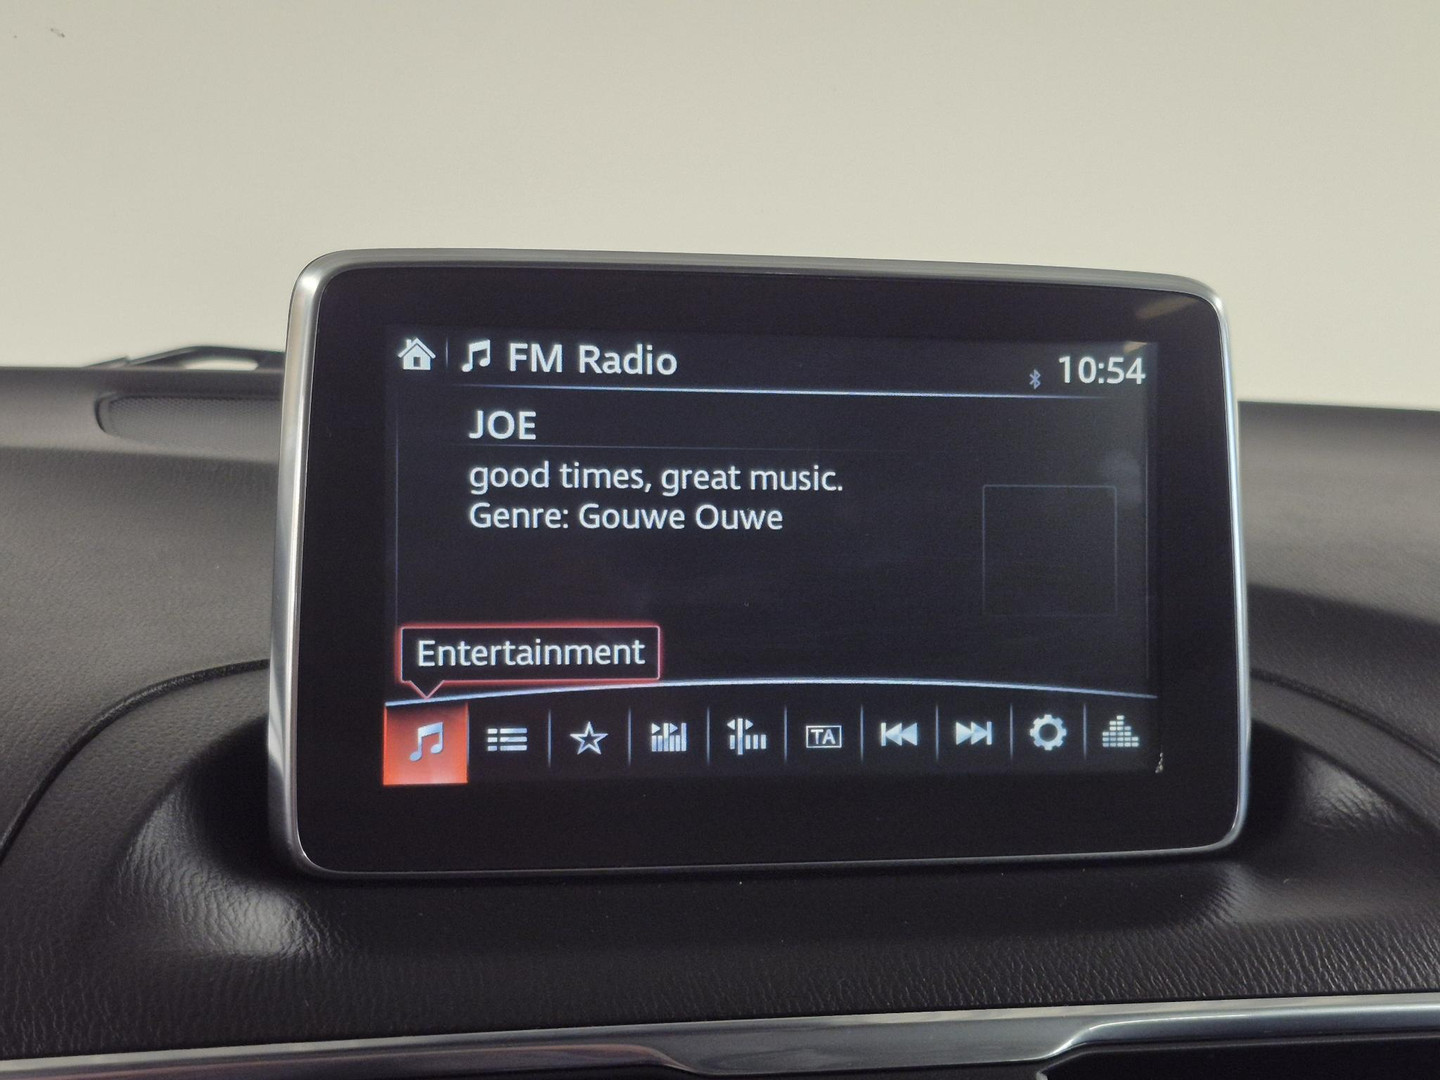 FM Radio
10:54
JOE
good times, great music.
Genre: Gouwe Ouwe
Entertainment
TA